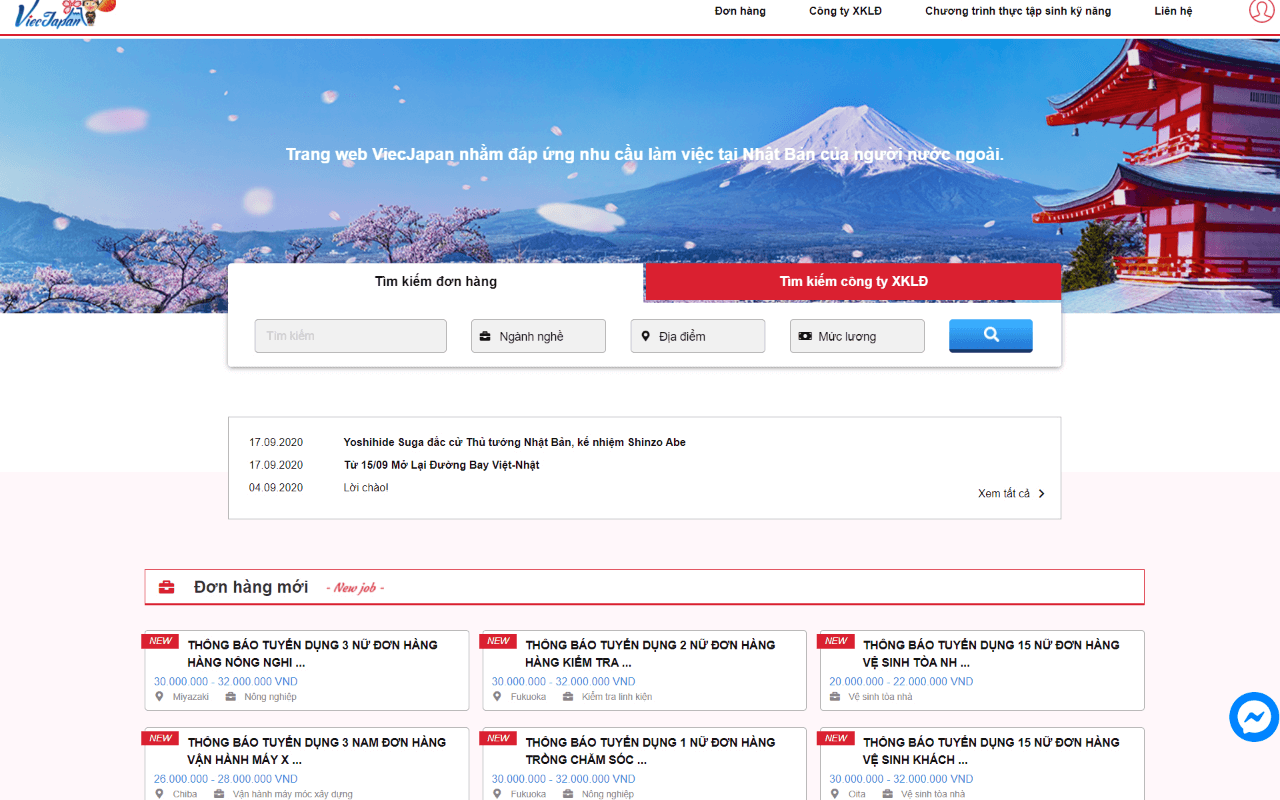 ViecJapan
Đơn hàng
Công ty XKLĐ
Chương trình thực tập sinh kỹ năng
Liên hệ
Trang web ViecJapan nhằm đáp ứng nhu cầu làm việc tại Nhật Bản của người nước ngoài.
Tìm kiếm đơn hàng
Tìm kiếm công ty XKLĐ
Tìm kiếm
Ngành nghề
Địa điểm
Mức lương
17.09.2020 Yoshihide Suga đắc cử Thủ tướng Nhật Bản, kế nhiệm Shinzo Abe
17.09.2020 Từ 15/09 Mở Lại Đường Bay Việt-Nhật
04.09.2020 Lời chào!
Xem tất cả
Đơn hàng mới - New job -
NEW
THÔNG BÁO TUYỂN DỤNG 3 NỮ ĐƠN HÀNG
HÀNG NÔNG NGHI ...
30.000.000 - 32.000.000 VND
Miyazaki Nông nghiệp
NEW
THÔNG BÁO TUYỂN DỤNG 2 NỮ ĐƠN HÀNG
HÀNG KIỂM TRA ...
30.000.000 - 32.000.000 VND
Fukuoka Kiểm tra linh kiện
NEW
THÔNG BÁO TUYỂN DỤNG 15 NỮ ĐƠN HÀNG
VỆ SINH TÒA NH ...
20.000.000 - 22.000.000 VND
Vệ sinh tòa nhà
NEW
THÔNG BÁO TUYỂN DỤNG 3 NAM ĐƠN HÀNG
VẬN HÀNH MÁY X ...
26.000.000 - 28.000.000 VND
Chiba Vận hành máy móc xây dựng
NEW
THÔNG BÁO TUYỂN DỤNG 1 NỮ ĐƠN HÀNG
TRỒNG CHĂM SÓC ...
30.000.000 - 32.000.000 VND
Fukuoka Nông nghiệp
NEW
THÔNG BÁO TUYỂN DỤNG 15 NỮ ĐƠN HÀNG
VỆ SINH KHÁCH ...
30.000.000 - 32.000.000 VND
Oita Vệ sinh tòa nhà